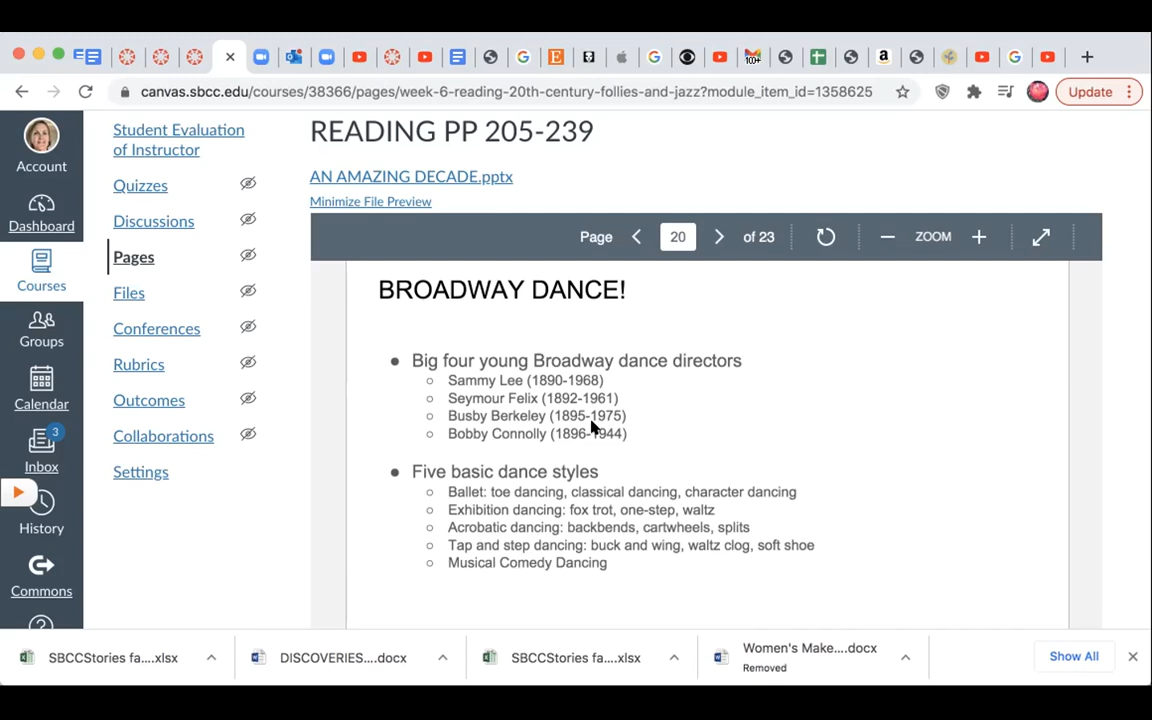 100+
canvas.sbcc.edu/courses/38366/pages/week-6-reading-20th-century-follies-and-jazz?module_item_id=1358625
Update
Account
Dashboard
Courses
Groups
Calendar
3
Inbox
History
Commons
Student Evaluation
of Instructor
Quizzes
Discussions
Pages
Files
Conferences
Rubrics
Outcomes
Collaborations
Settings
READING PP 205-239
AN AMAZING DECADE.pptx
Minimize File Preview
Page 20 of 23 ZOOM
BROADWAY DANCE!
Big four young Broadway dance directors
Sammy Lee (1890-1968)
Seymour Felix (1892-1961)
Busby Berkeley (1895-1975)
Bobby Connolly (1896-1944)
Five basic dance styles
Ballet: toe dancing, classical dancing, character dancing
Exhibition dancing: fox trot, one-step, waltz
Acrobatic dancing: backbends, cartwheels, splits
Tap and step dancing: buck and wing, waltz clog, soft shoe
Musical Comedy Dancing
SBCCStories fa....xlsx
DISCOVERIES....docx
SBCCStories fa....xlsx
Women's Make....docx
Removed
Show All